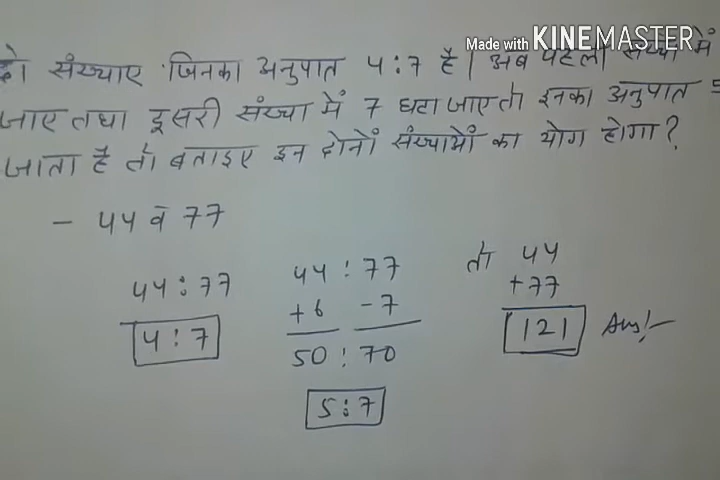 Made with KINEMASTER
दो संख्याए जिनका अनुपात 4:7 है। अब पहली संख्या में
जाए तथा दूसरी संख्या में 7 घटा जाए तो इनका अनुपात
जाता है तो बताइए इन दोनों संख्याओं का योग होगा?
- 44 व 77
44:77
4:7
44:77
+6 -7
50:70
5:7
तो 44
+77
121 Ans!-